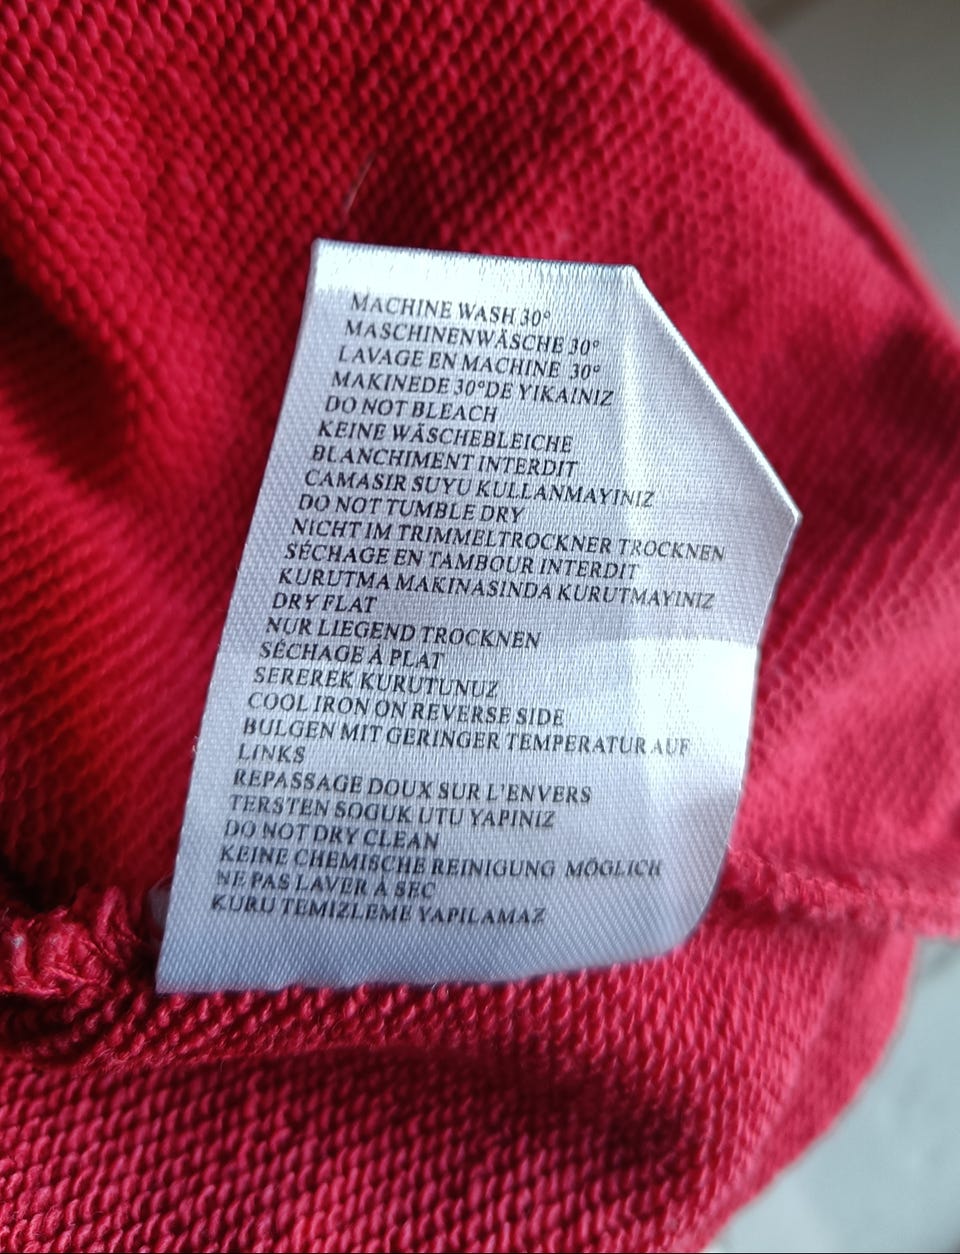 MACHINE WASH 30°
MASCHINENWÄSCHE 30°
LAVAGE EN MACHINE 30°
MAKINEDE 30°DE YIKAINIZ
DO NOT BLEACH
KEINE WÄSCHEBLEICHE
BLANCHIMENT INTERDIT
CAMASIR SUYU KULLANMAYINIZ
DO NOT TUMBLE DRY
NICHT IM TRIMMELTROCKNER TROCKNEN
SÉCHAGE EN TAMBOUR INTERDIT
KURUTMA MAKINASINDA KURUTMAYINIZ
DRY FLAT
NUR LIEGEND TROCKNEN
SÉCHAGE À PLAT
SEREREK KURUTUNUZ
COOL IRON ON REVERSE SIDE
BULGEN MIT GERINGER TEMPERATUR AUF
LINKS
REPASSAGE DOUX SUR L'ENVERS
TERSTEN SOGUK UTU YAPINIZ
DO NOT DRY CLEAN
KEINE CHEMISCHE REINIGUNG MÖGLICH
NE PAS LAVER À SEC
KURU TEMIZLEME YAPILAMAZ